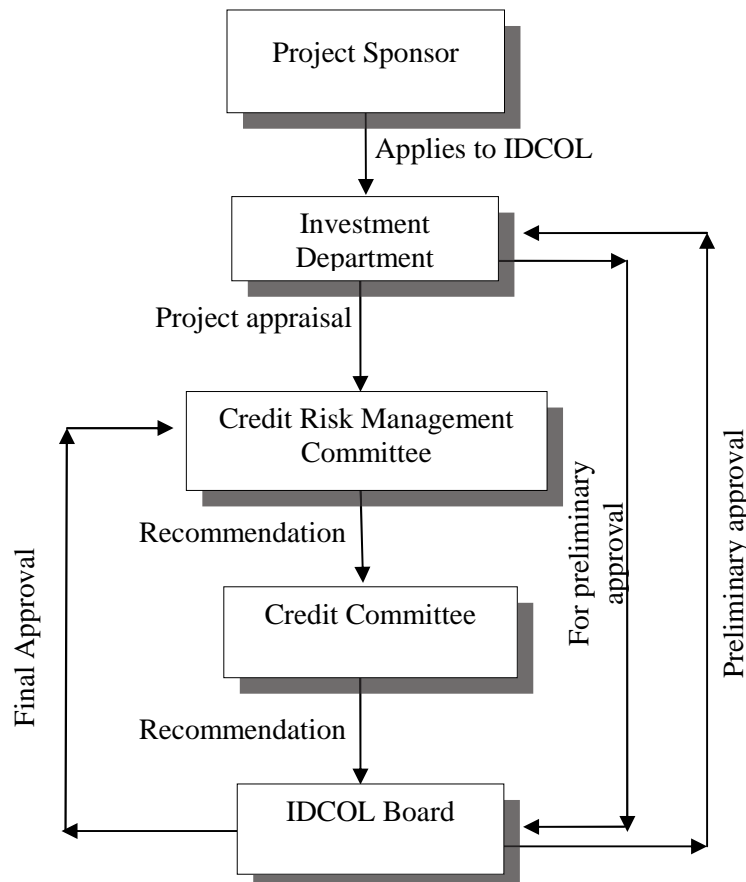 Project Sponsor
Applies to IDCOL
Investment
Department
Project appraisal
Credit Risk Management
Committee
Recommendation
Credit Committee
Recommendation
IDCOL Board
Final Approval
For preliminary
approval
Preliminary approval